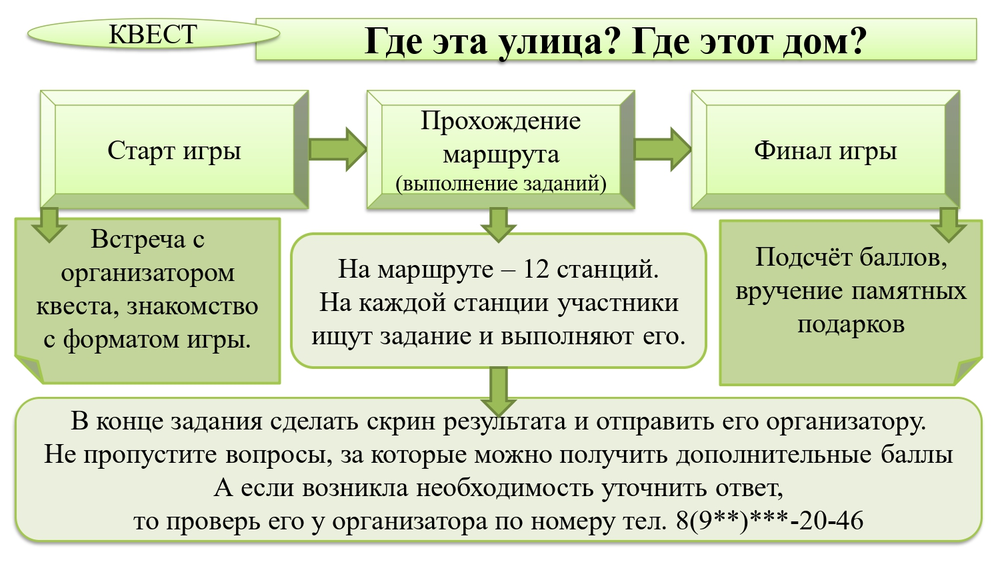 КВЕСТ
Где эта улица? Где этот дом?
Старт игры
Прохождение
маршрута
(выполнение заданий)
Финал игры
Встреча с
организатором
квеста, знакомство
с форматом игры.
На маршруте – 12 станций.
На каждой станции участники
ищут задание и выполняют его.
Подсчёт баллов,
вручение памятных
подарков
В конце задания сделать скрин результата и отправить его организатору.
Не пропустите вопросы, за которые можно получить дополнительные баллы
А если возникла необходимость уточнить ответ,
то проверь его у организатора по номеру тел. 8(9**)***-20-46